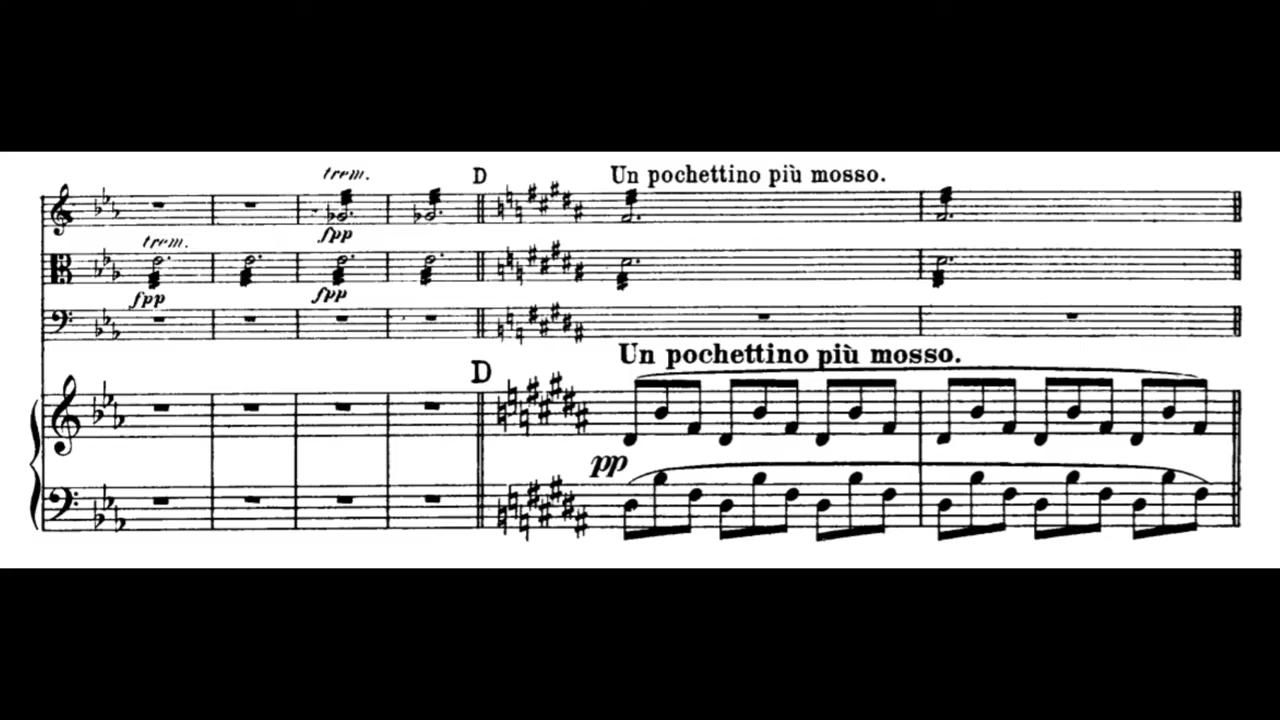 trem.
D
Un pochettino più mosso.
fpp
trem.
fpp
fpp
Un pochettino più mosso.
D
pp